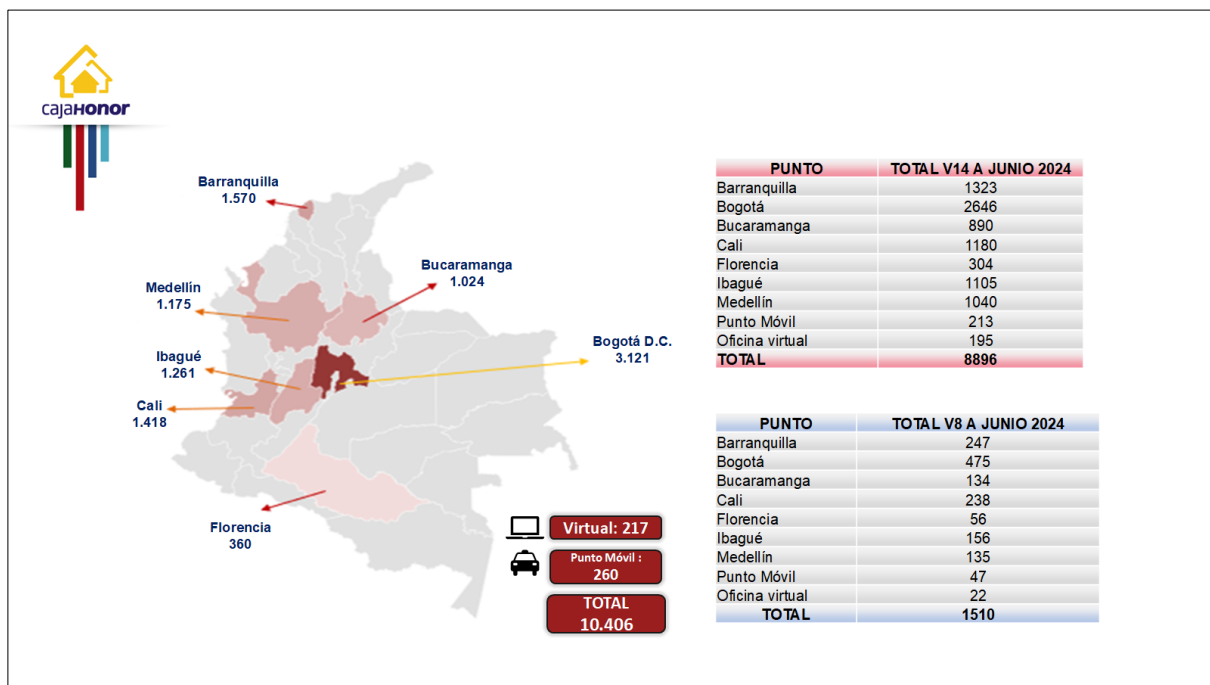 CAJAHONOR
Barranquilla
1.570
Medellín
1.175
Bucaramanga
1.024
Ibagué
1.261
Bogotá D.C.
3.121
Cali
1.418
Florencia
360
Virtual: 217
Punto Móvil :
260
TOTAL
10.406
PUNTO TOTAL V14 A JUNIO 2024
Barranquilla 1323
Bogotá 2646
Bucaramanga 890
Cali 1180
Florencia 304
Ibagué 1105
Medellín 1040
Punto Móvil 213
Oficina virtual 195
TOTAL 8896
PUNTO TOTAL V8 A JUNIO 2024
Barranquilla 247
Bogotá 475
Bucaramanga 134
Cali 238
Florencia 56
Ibagué 156
Medellín 135
Punto Móvil 47
Oficina virtual 22
TOTAL 1510